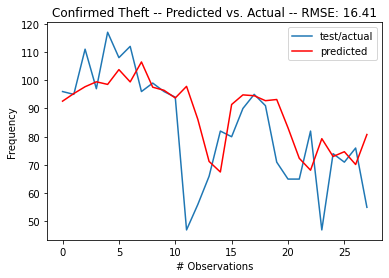 Confirmed Theft -- Predicted vs. Actual -- RMSE: 16.41
test/actual
predicted
120
110
100
90
80
70
60
50
Frequency
0 5 10 15 20 25
# Observations